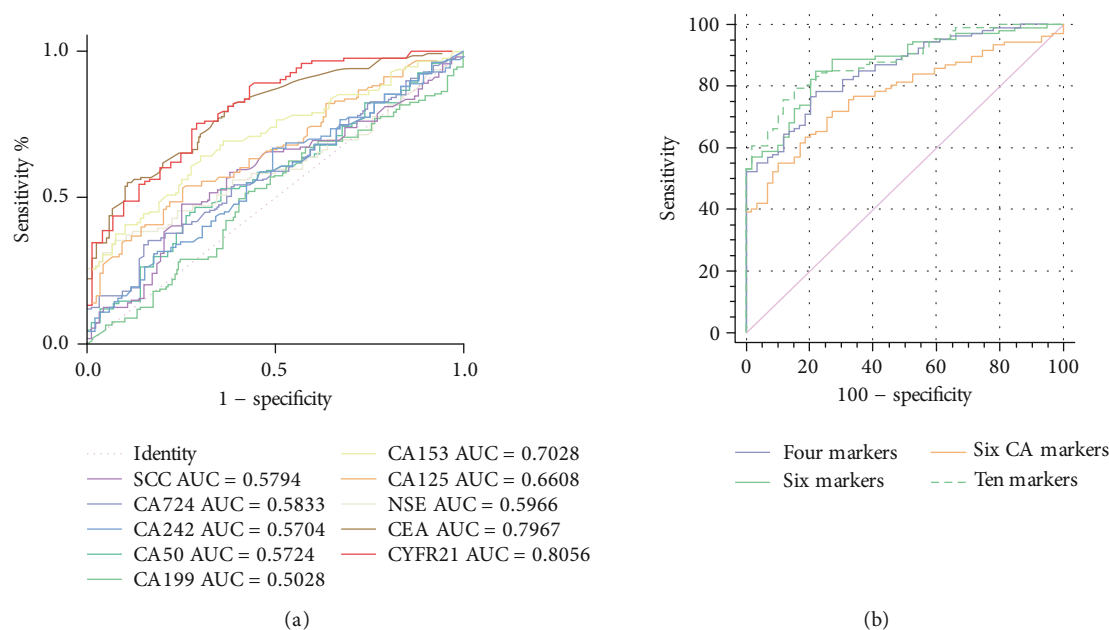 1.0
0.5
0.0
Sensitivity %
0.0
0.5
1.0
1 – specificity
Identity
SCC AUC = 0.5794
CA724 AUC = 0.5833
CA242 AUC = 0.5704
CA50 AUC = 0.5724
CA199 AUC = 0.5028
CA153 AUC = 0.7028
CA125 AUC = 0.6608
NSE AUC = 0.5966
CEA AUC = 0.7967
CYFR21 AUC = 0.8056
(a)
100
80
60
40
20
0
Sensitivity
0
20
40
60
80
100
100 – specificity
Four markers
Six markers
Six CA markers
Ten markers
(b)